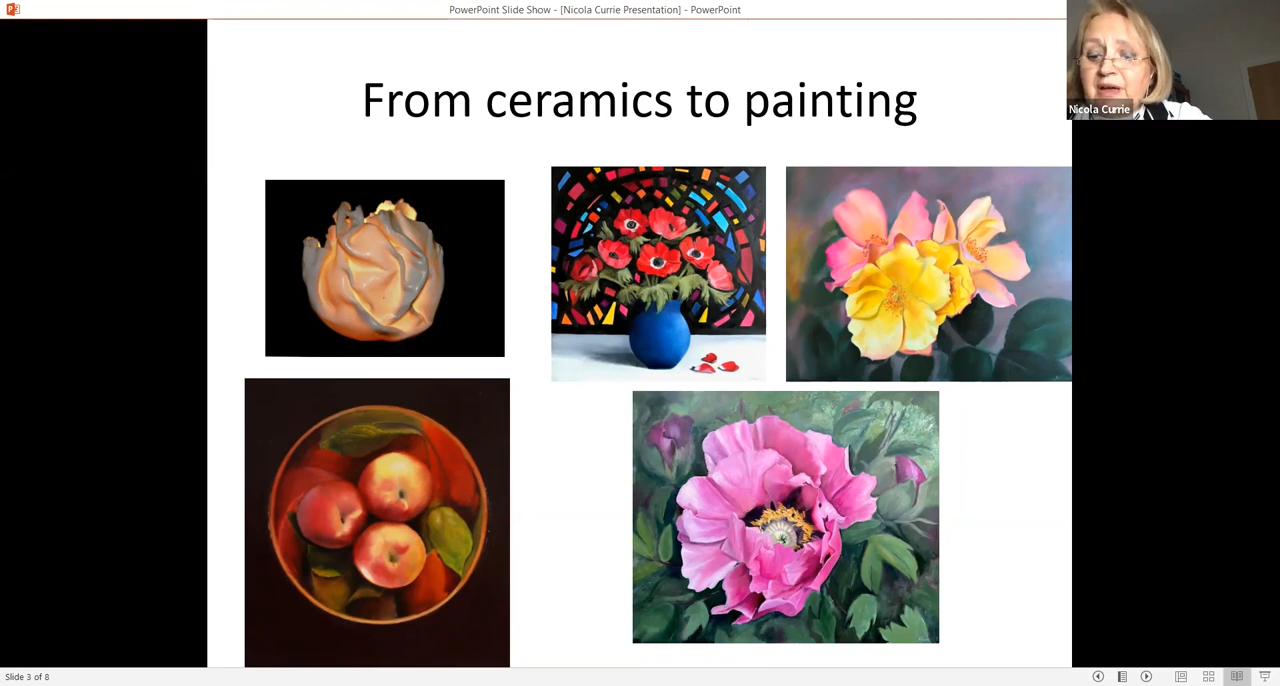 PowerPoint Slide Show - [Nicola Currie Presentation] - PowerPoint
Nicola Currie
From ceramics to painting
Slide 3 of 8